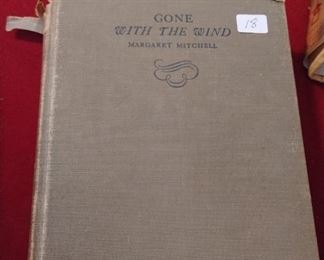 GONE
WITH THE WIND
MARGARET MITCHELL
18